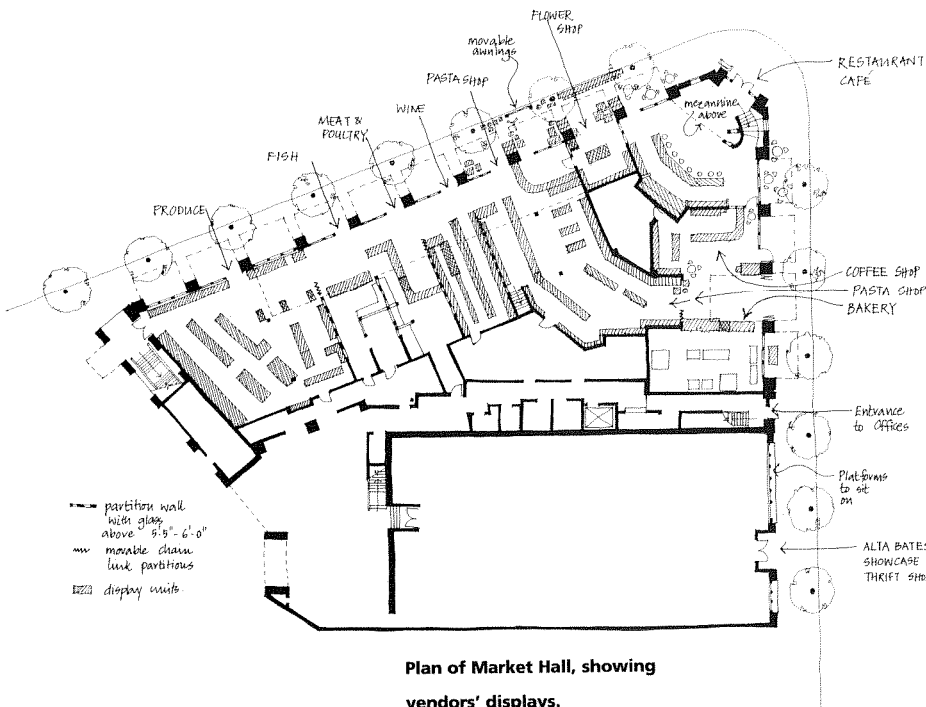 FLOWER
SHOP
movable
awnings
PASTA SHOP
WINE
MEAT &
POULTRY
FISH
PRODUCE
mezannine
above
RESTAURANT
CAFÉ
COFFEE SHOP
PASTA SHOP
BAKERY
Entrance
to Offices
Platforms
to sit
on
ALTA BATES
SHOWCASE
THRIFT SHO
partition wall
with glass
above 5'-5"-6'-0"
movable chain
link partitions
display units.
Plan of Market Hall, showing
vendors' displays.